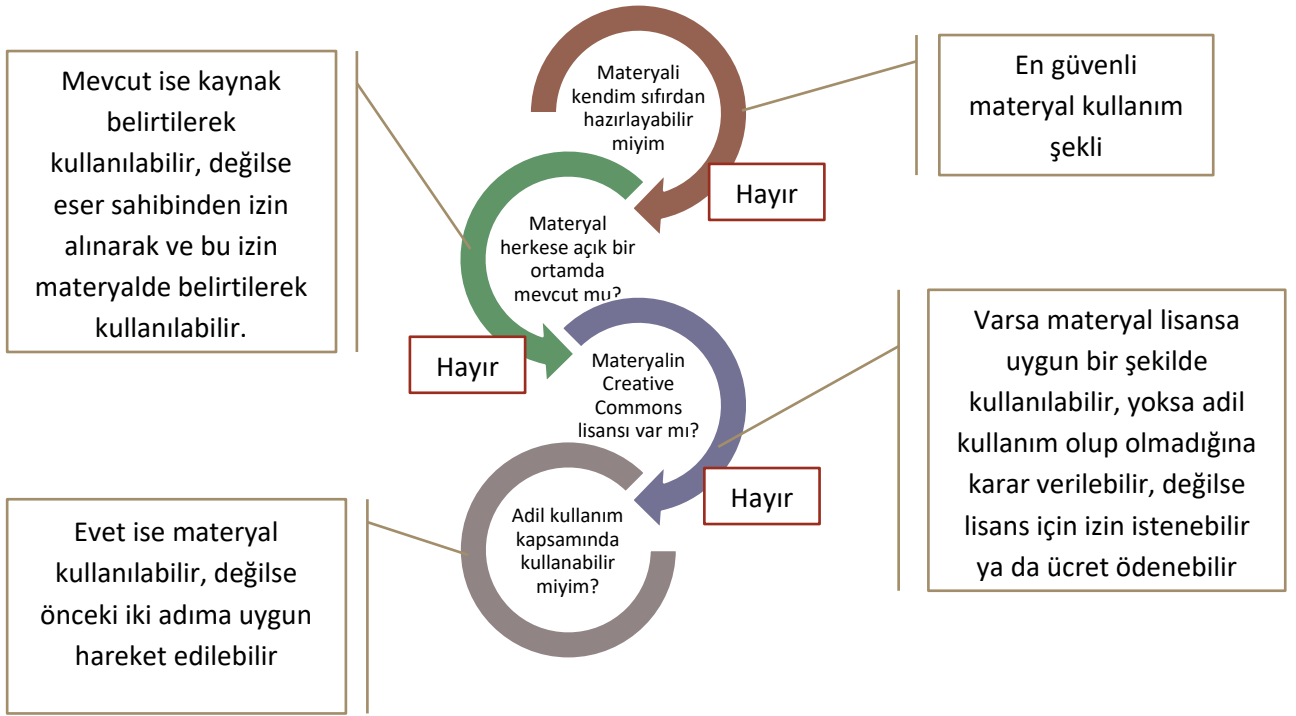 Materyali
kendim sıfırdan
hazırlayabilir
miyim
En güvenli
materyal kullanım
şekli
Hayır
Materyal
herkese açık bir
ortamda
mevcut mu?
Mevcut ise kaynak
belirtilerek
kullanılabilir, değilse
eser sahibinden izin
alınarak ve bu izin
materyalde belirtilerek
kullanılabilir.
Hayır
Materyalin
Creative
Commons
lisansı var mı?
Varsa materyal lisansa
uygun bir şekilde
kullanılabilir, yoksa adil
kullanım olup olmadığına
karar verilebilir, değilse
lisans için izin istenebilir
ya da ücret ödenebilir
Hayır
Adil kullanım
kapsamında
kullanabilir
miyim?
Evet ise materyal
kullanılabilir, değilse
önceki iki adıma uygun
hareket edilebilir